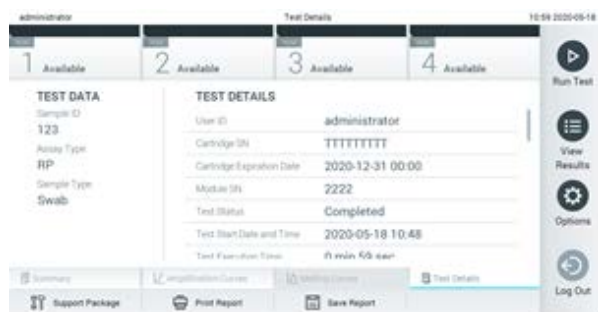 administrator Test Details 10:59 2020-05-18
1 Available 2 Available 3 Available 4 Available
Run Test
TEST DATA
Sample ID
123
Assay Type
RP
Sample Type
Swab
TEST DETAILS
User ID administrator
Cartridge SN TTTTTTTTT
Cartridge Expiration Date 2020-12-31 00:00
Module SN 2222
Test Status Completed
Test Start Date and Time 2020-05-18 10:48
Test Execution Time 0 min 59 sec
View
Results
Options
Log Out
Summary Amplification Curves Melting Curves Test Details
Support Package Print Report Save Report